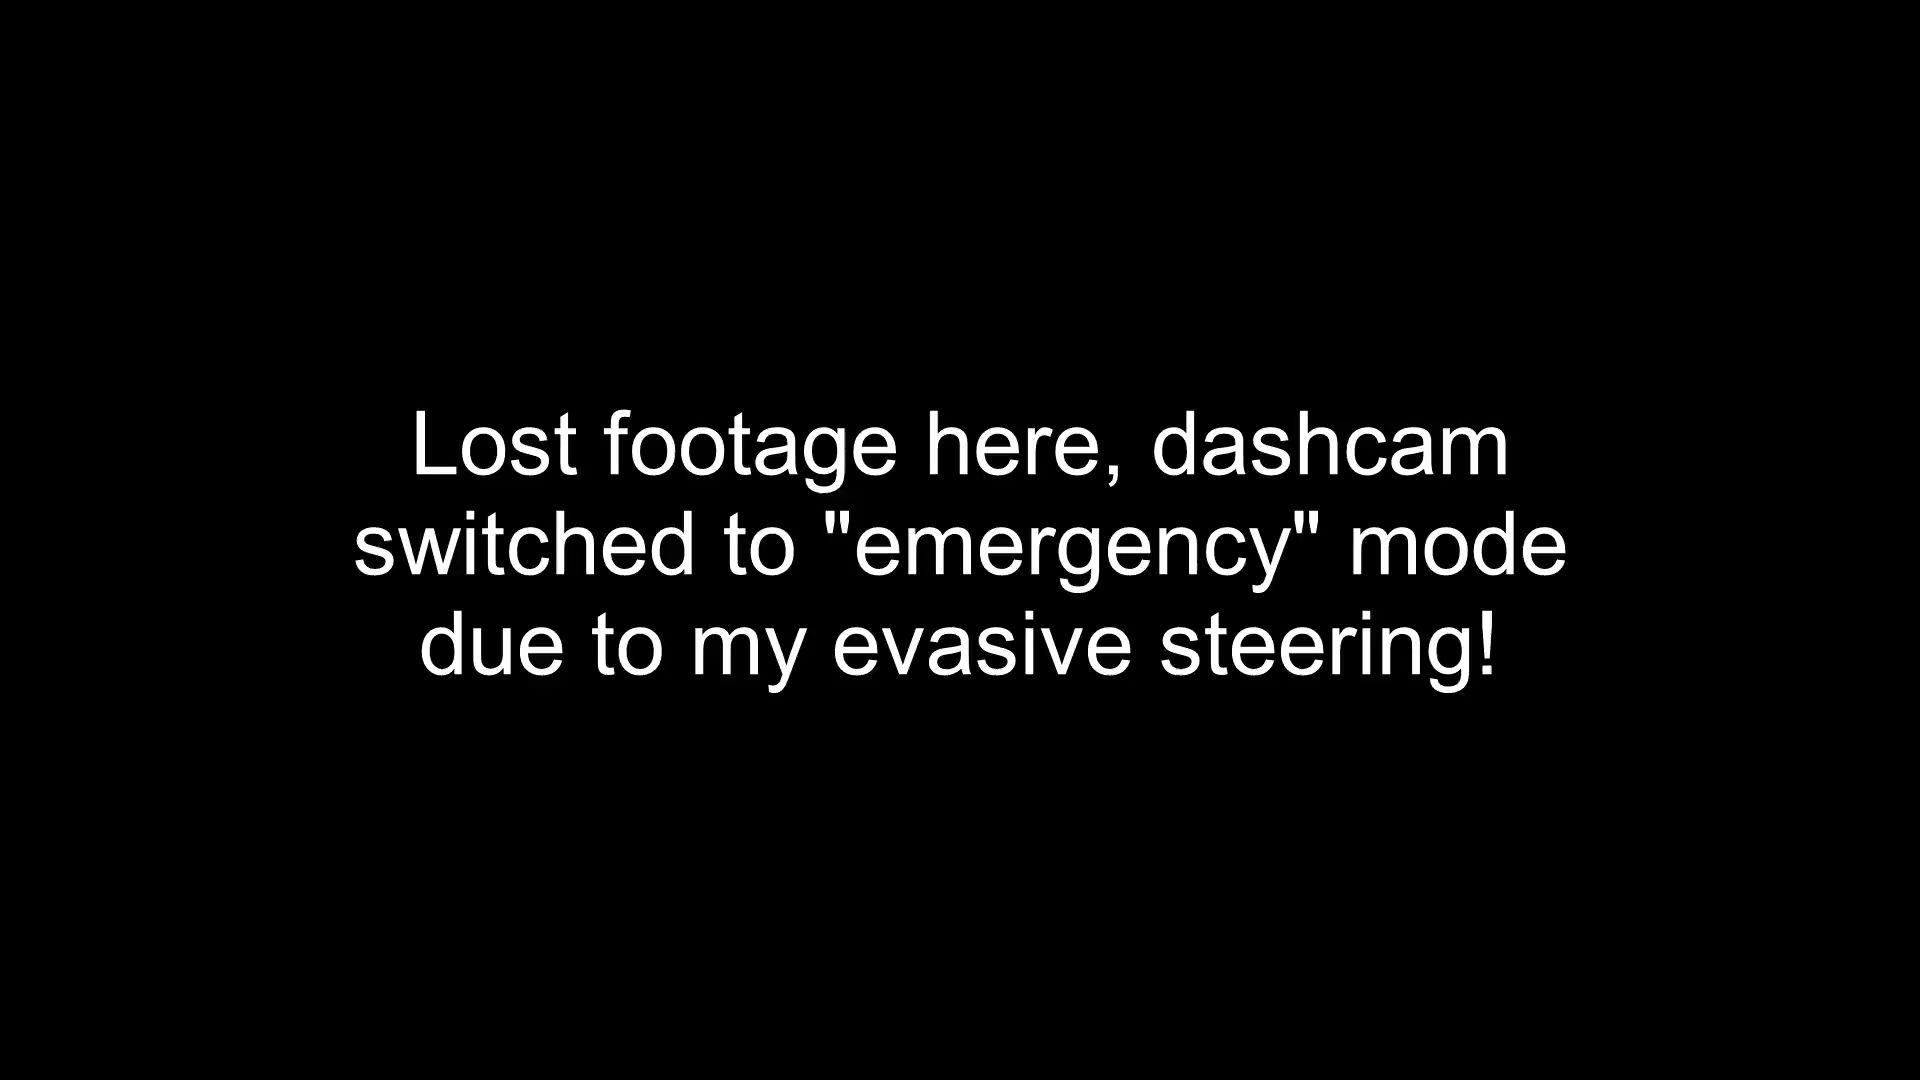 Lost footage here, dashcam
switched to "emergency" mode
due to my evasive steering!